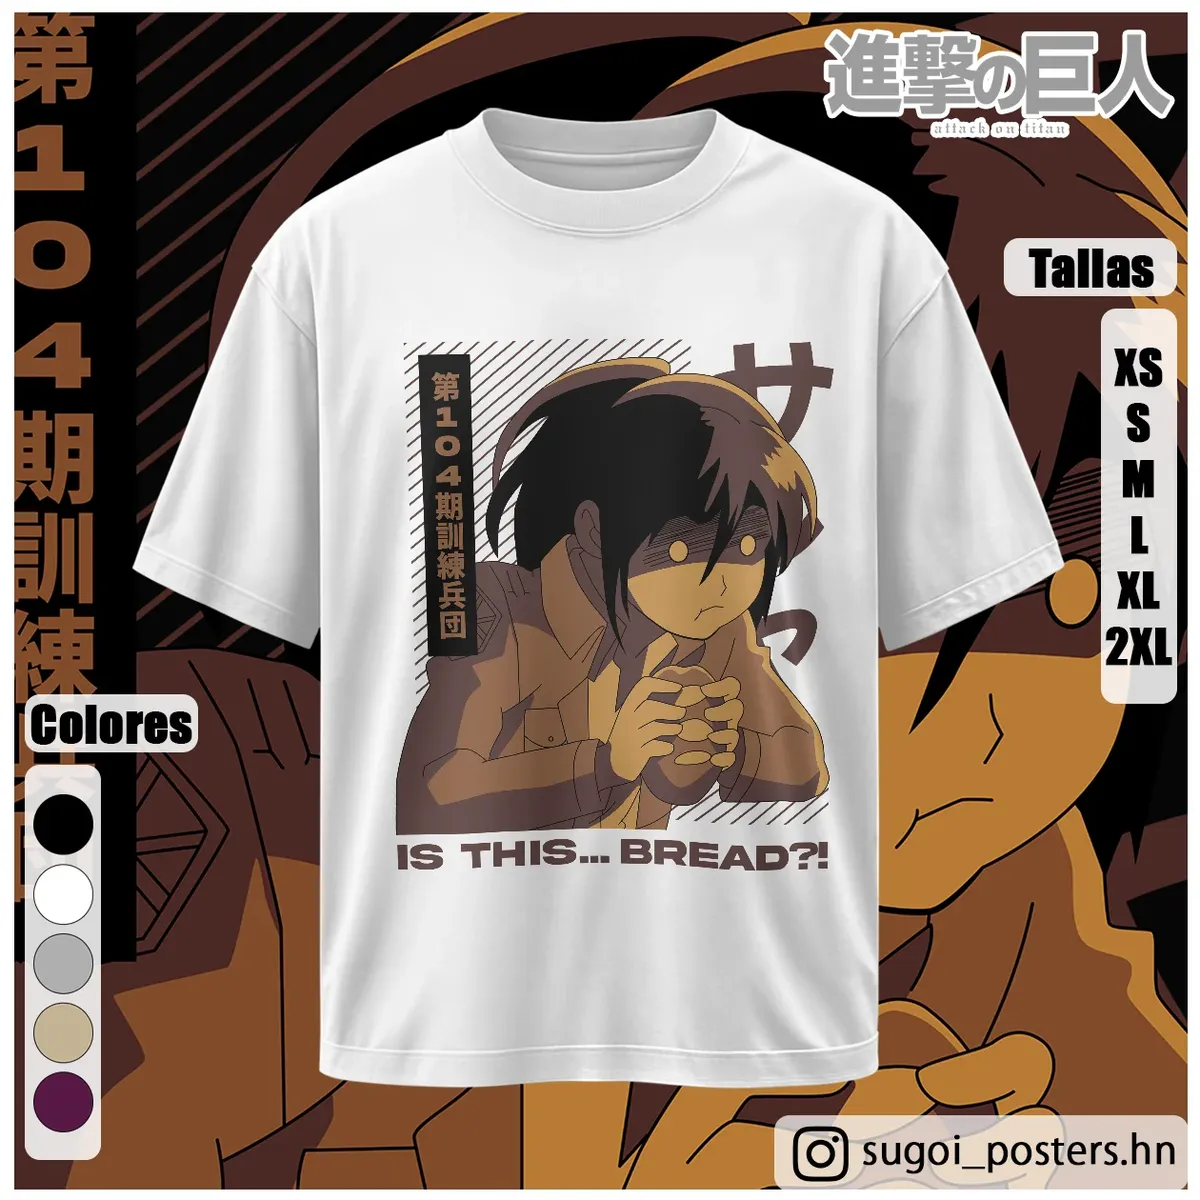 第104期訓練兵団
進撃の巨人
attack on titan
Tallas
XS
S
M
L
XL
2XL
第104期訓練兵団
サ
IS THIS... BREAD?!
Colores
sugoi_posters.hn